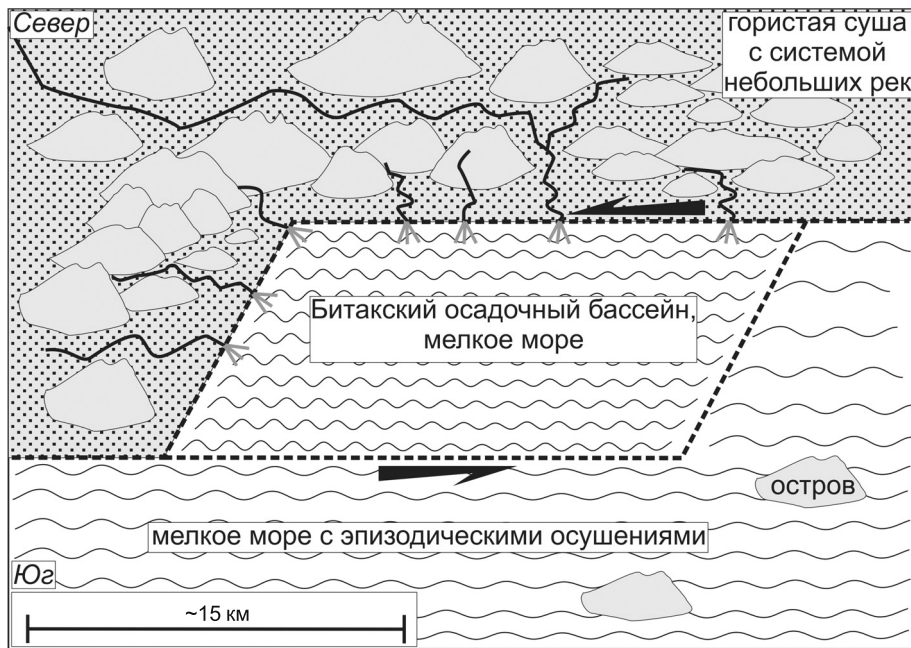 Север
гористая суша
с системой
небольших рек
Битакский осадочный бассейн,
мелкое море
остров
мелкое море с эпизодическими осушениями
Юг
~15 км